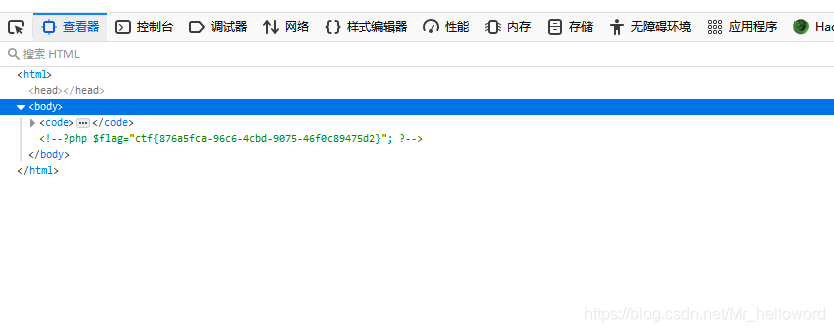 查看器 控制台 调试器 网络 样式编辑器 性能 内存 存储 无障碍环境 应用程序
搜索 HTML
<html>
<head></head>
<body>
<code> ••• </code>
<!--?php $flag="ctf{876a5fca-96c6-4cbd-9075-46f0c89475d2}"; ?-->
</body>
</html>
https://blog.csdn.net/Mr_helloword